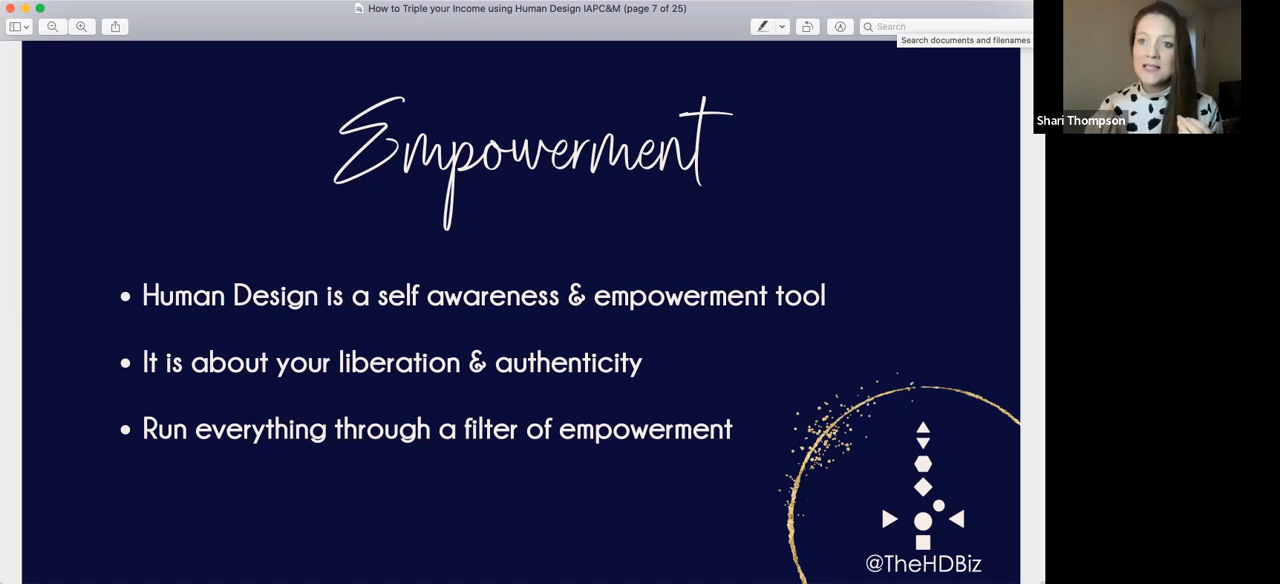 How to Triple your Income using Human Design IAPC&M (page 7 of 25)
Search
Search documents and filenames
Shari Thompson
Empowerment
• Human Design is a self awareness & empowerment tool
• It is about your liberation & authenticity
• Run everything through a filter of empowerment
@TheHDBiz